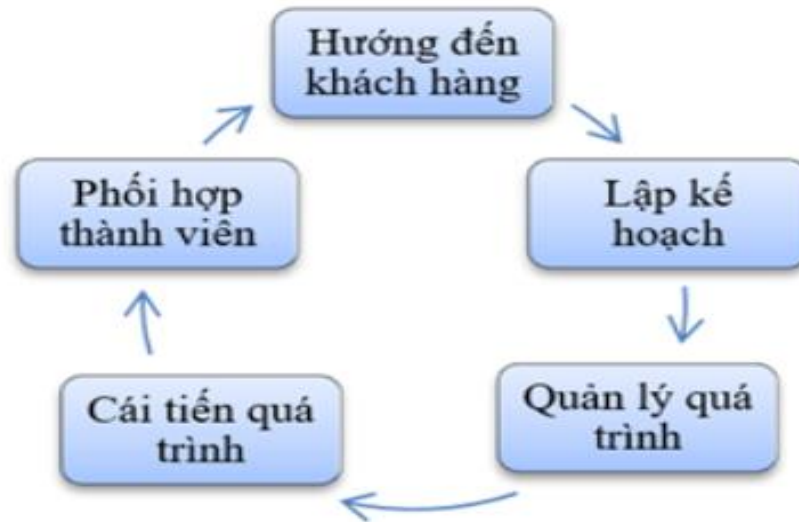 Hướng đến
khách hàng
Lập kế
hoạch
Quản lý quá
trình
Cái tiến quá
trình
Phối hợp
thành viên